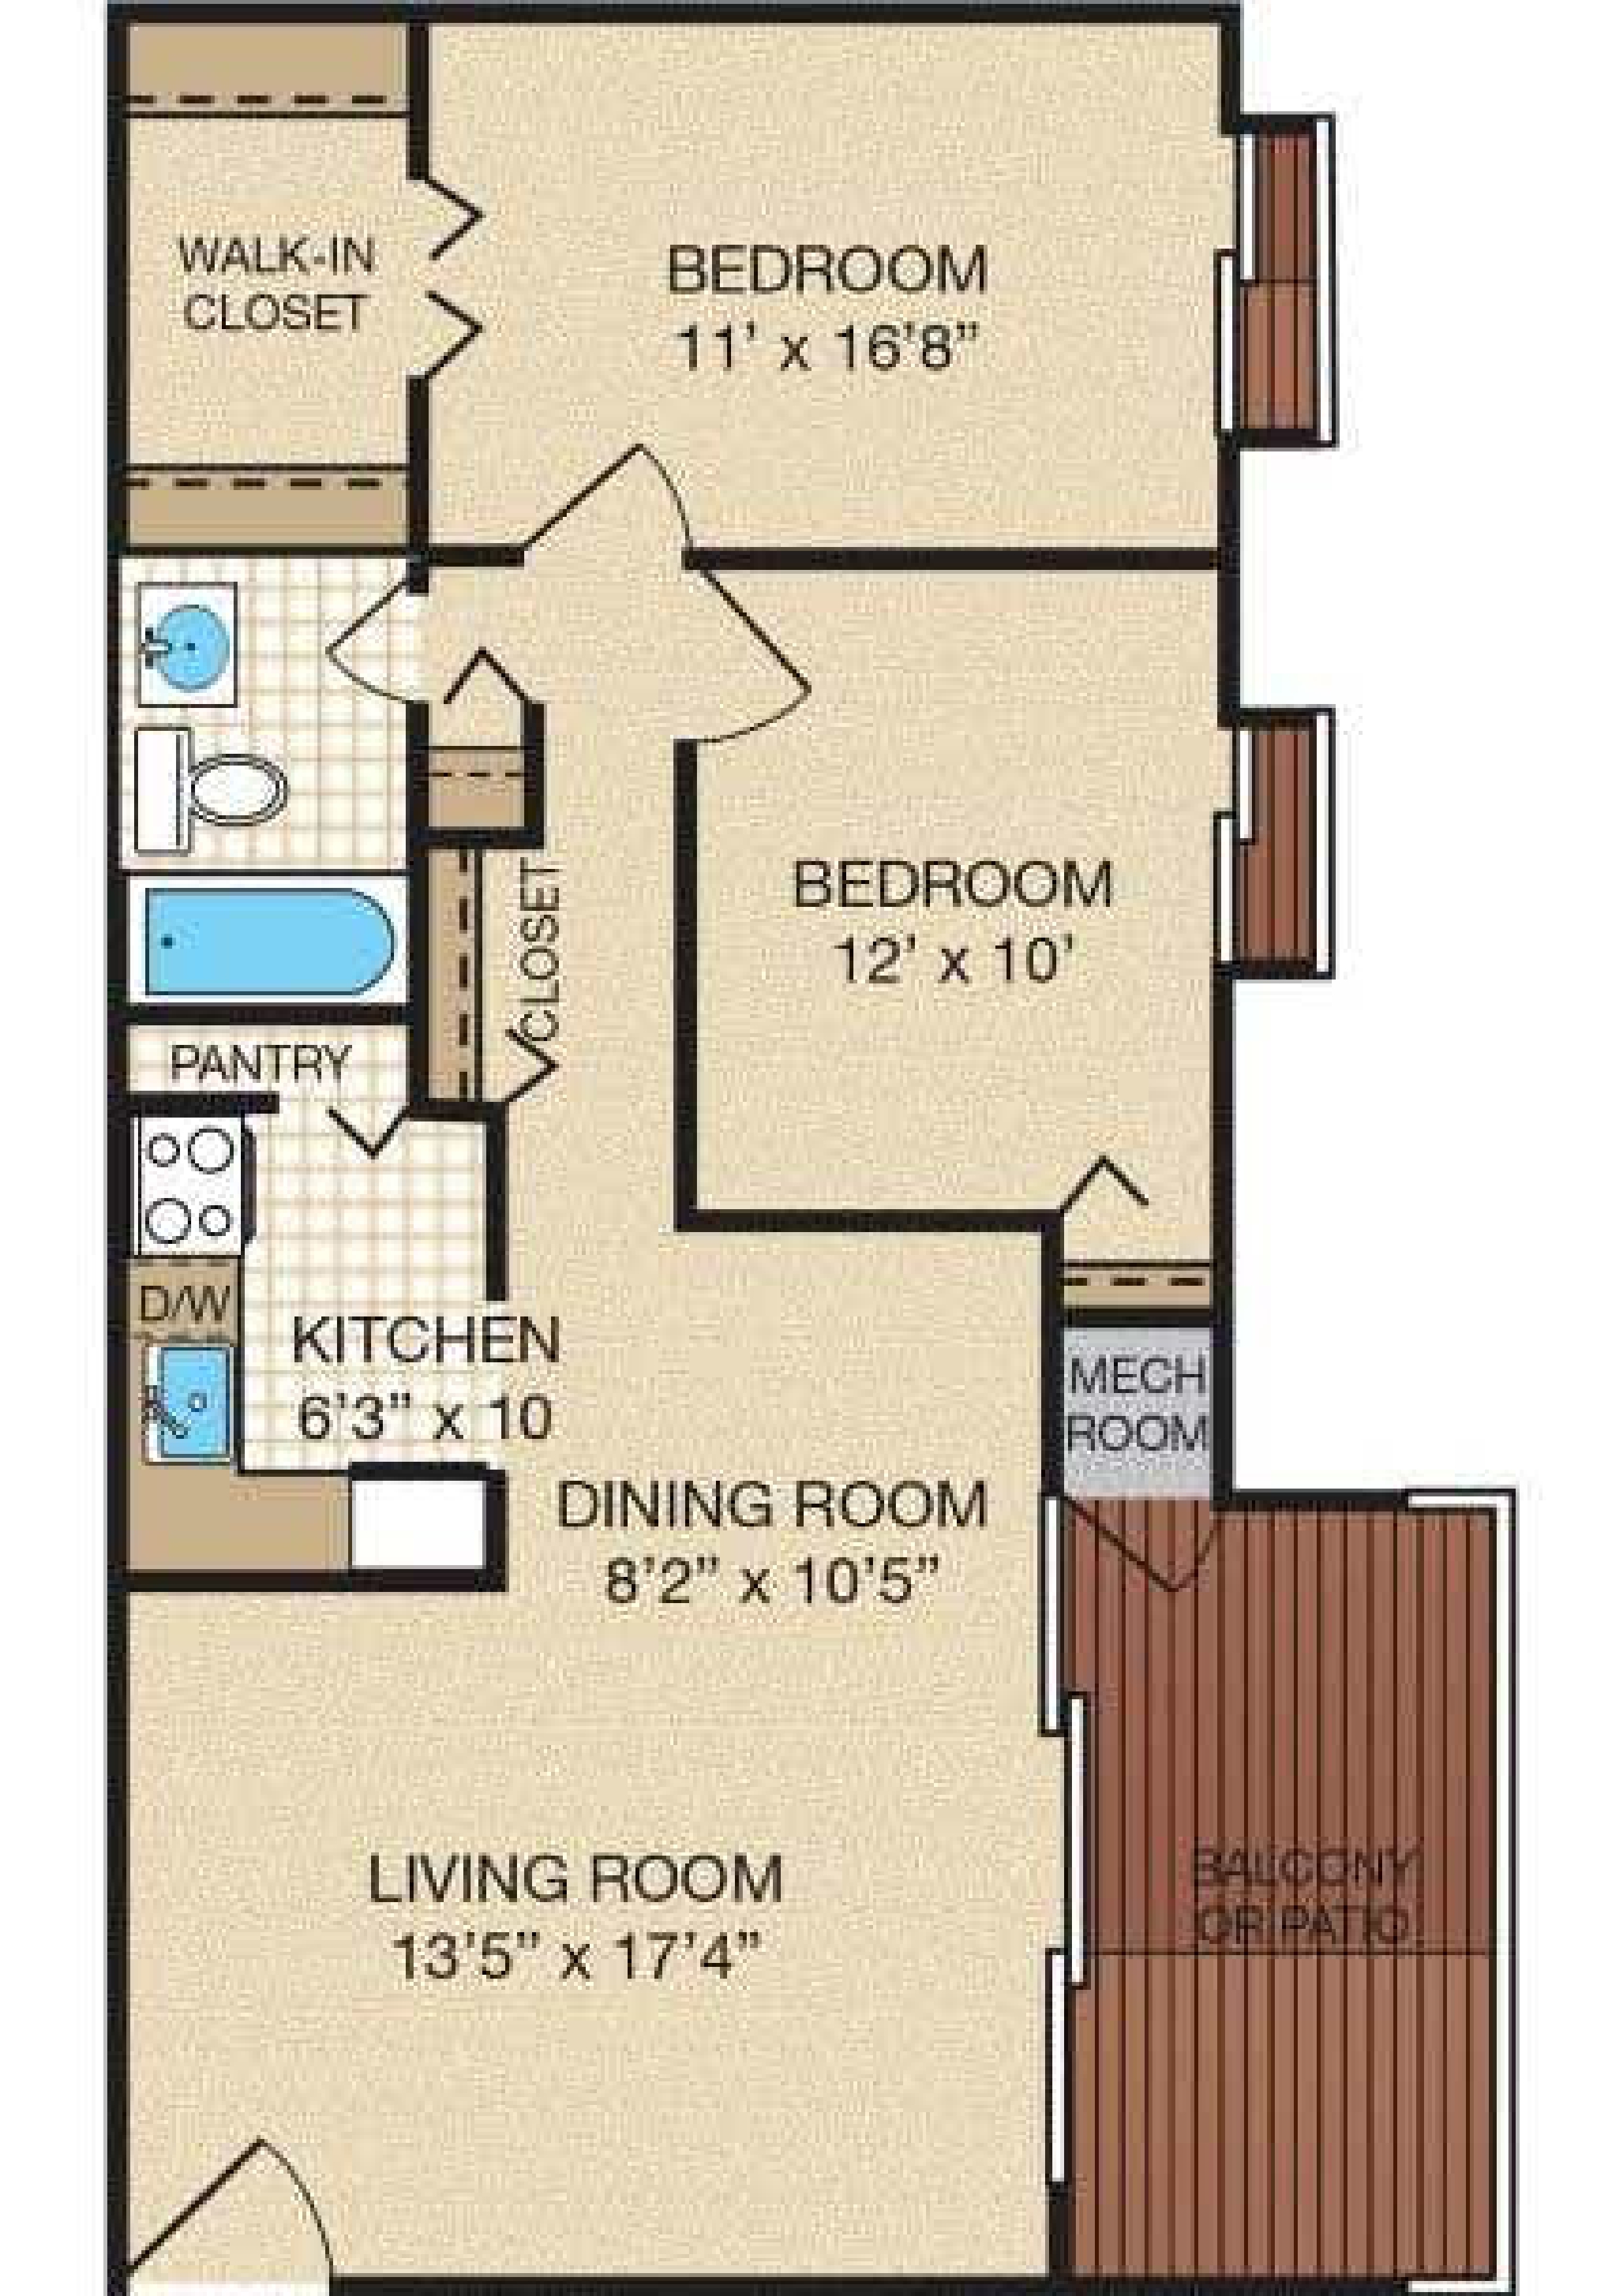 WALK-IN
CLOSET
BEDROOM
11' x 16'8”
BEDROOM
12' x 10'
CLOSET
PANTRY
D/W
KITCHEN
6'3” x 10
MECH
ROOM
DINING ROOM
8'2” x 10'5”
LIVING ROOM
13'5” x 17'4”
BALCONY
OR PATIO